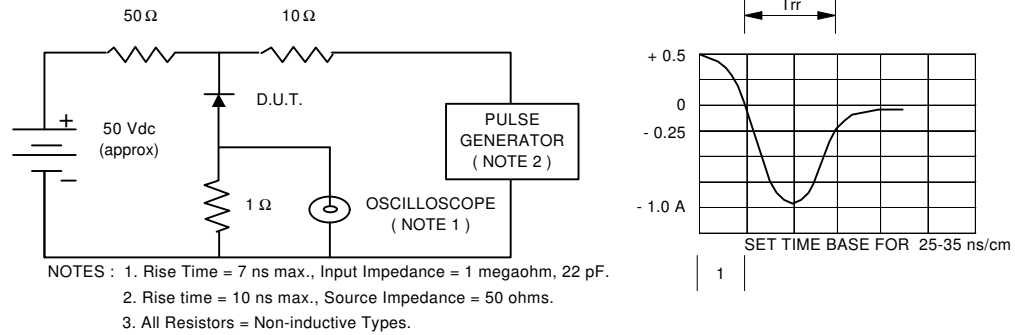 50 Ω
10 Ω
D.U.T.
+
50 Vdc
(approx)
−
PULSE
GENERATOR
( NOTE 2 )
1 Ω
OSCILLOSCOPE
( NOTE 1 )
NOTES : 1. Rise Time = 7 ns max., Input Impedance = 1 megaohm, 22 pF.
2. Rise time = 10 ns max., Source Impedance = 50 ohms.
3. All Resistors = Non-inductive Types.
Trr
+ 0.5
0
- 0.25
- 1.0 A
SET TIME BASE FOR 25-35 ns/cm
1